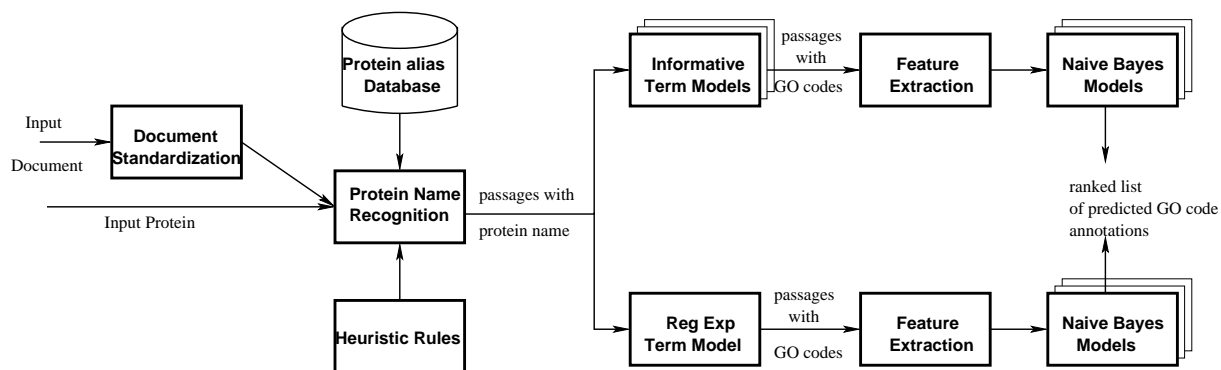 Input
Document
Document
Standardization
Input Protein
Protein alias
Database
Protein Name
Recognition
Heuristic Rules
passages with
protein name
Informative
Term Models
passages
with
GO codes
Feature
Extraction
Naive Bayes
Models
ranked list
of predicted GO code
annotations
Reg Exp
Term Model
passages
with
GO codes
Feature
Extraction
Naive Bayes
Models